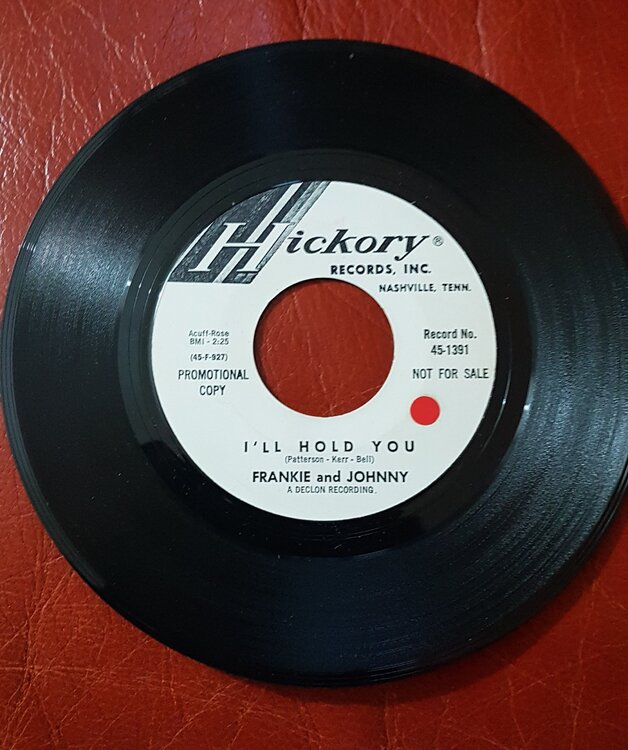 Hickory®
RECORDS, INC.
NASHVILLE, TENN.
Acuff-Rose
BMI - 2:25
(45-F-927)
PROMOTIONAL
COPY
Record No.
45-1391
NOT FOR SALE
I'LL HOLD YOU
(Patterson - Kerr - Bell)
FRANKIE and JOHNNY
A DECLON RECORDING.